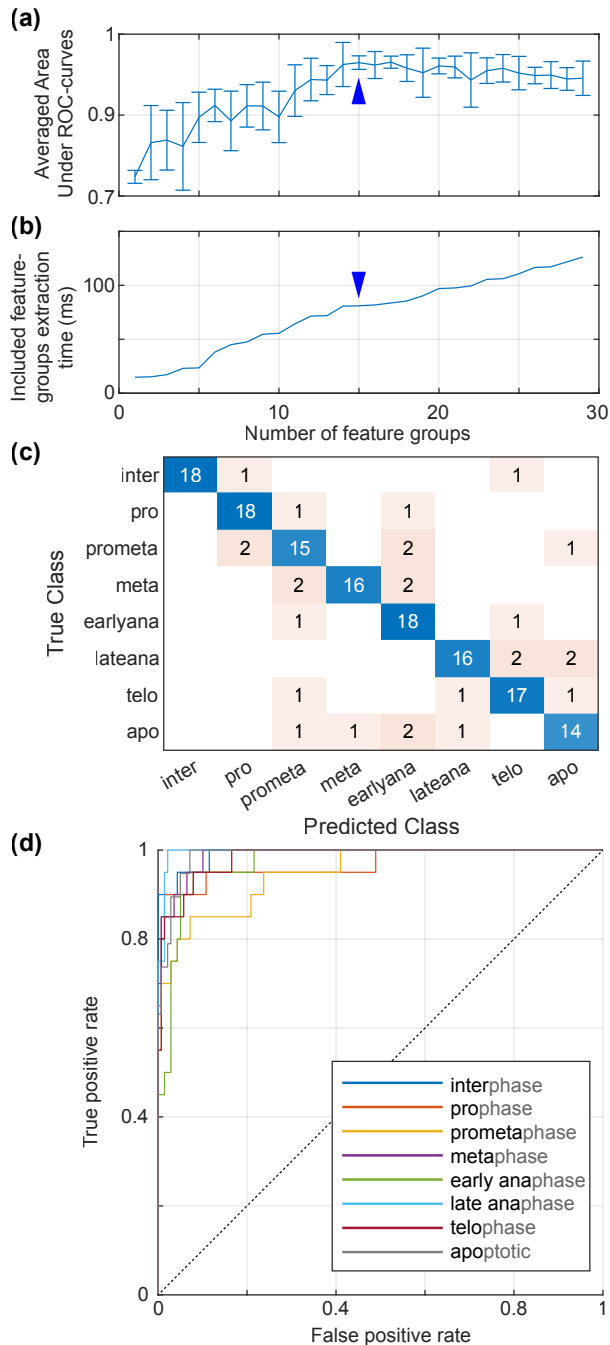 (a)
Averaged Area
Under ROC-curves
1
0.9
0.7
(b)
Included feature-
groups extraction
time (ms)
100
0
0 10 20 30
Number of feature groups
(c)
True Class
inter 18 1 1
pro 18 1 1
prometa 2 15 2 1
meta 2 16 2
earlyana 1 18 1
lateana 16 2 2
telo 1 1 17 1
apo 1 1 2 1 14
inter pro prometa meta earlyana lateana telo apo
Predicted Class
(d)
True positive rate
1
0.8
0.4
0
interphase
prophase
prometaphase
metaphase
early anaphase
late anaphase
telophase
apoptotic
0 0.4 0.8 1
False positive rate